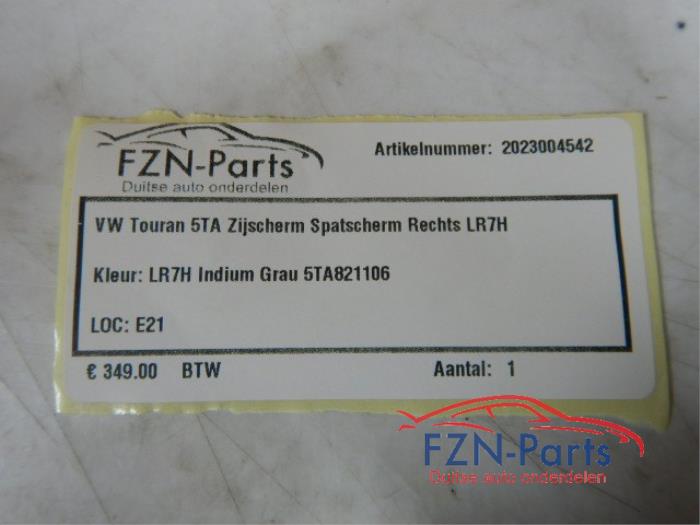 FZN-Parts
Duitse auto onderdelen
Artikelnummer: 2023004542
VW Touran 5TA Zijscherm Spatscherm Rechts LR7H
Kleur: LR7H Indium Grau 5TA821106
LOC: E21
€ 349.00 BTW
Aantal: 1
FZN-Parts
Duitse auto onderdelen